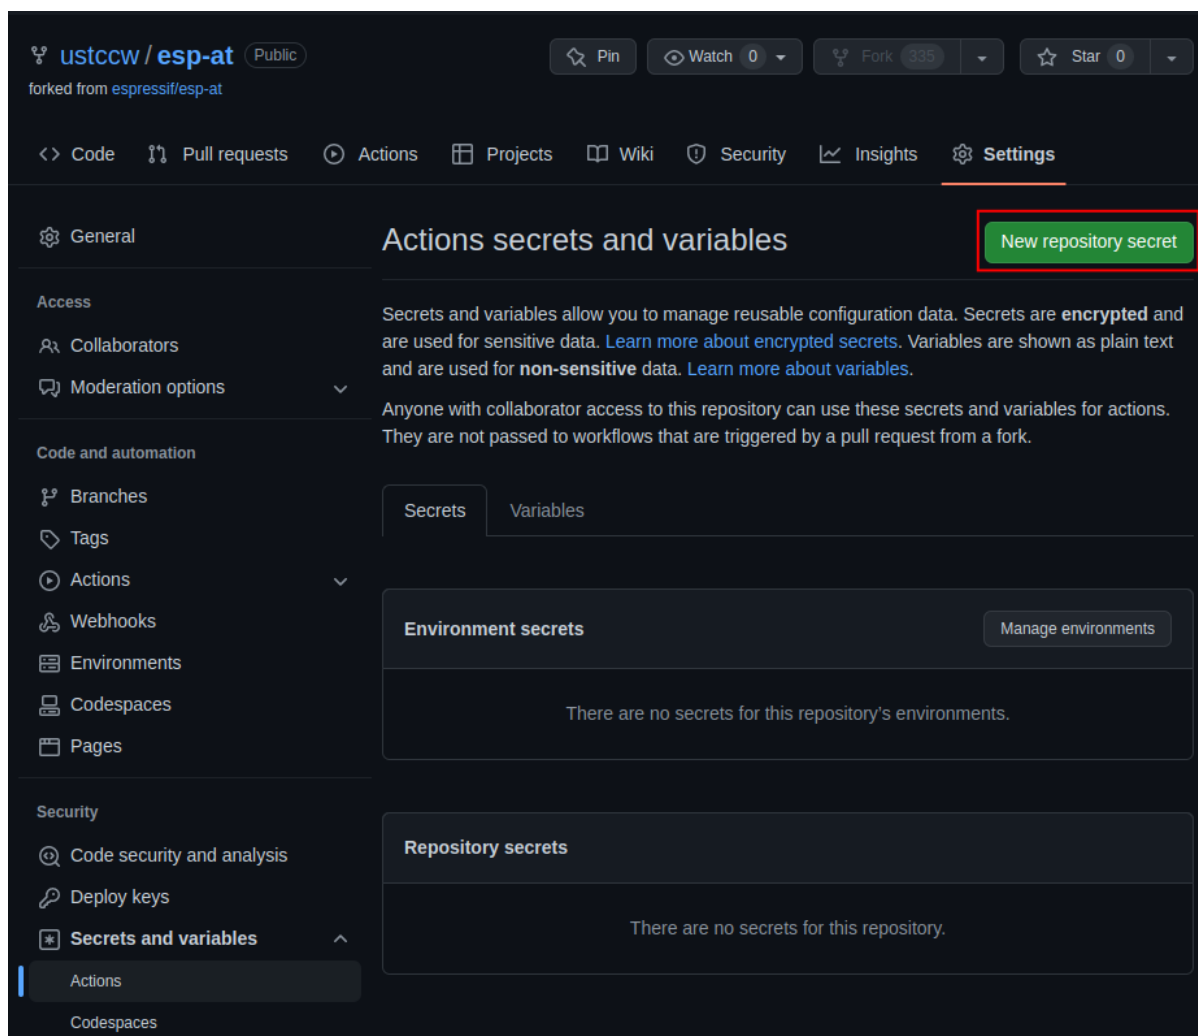 ustccw / esp-at Public
Pin Watch 0 Fork 335 Star 0
forked from espressif/esp-at
Code Pull requests Actions Projects Wiki Security Insights Settings
General
Access
Collaborators
Moderation options
Code and automation
Branches
Tags
Actions
Webhooks
Environments
Codespaces
Pages
Security
Code security and analysis
Deploy keys
Secrets and variables
Actions
Codespaces
Actions secrets and variables
New repository secret
Secrets and variables allow you to manage reusable configuration data. Secrets are encrypted and
are used for sensitive data. Learn more about encrypted secrets. Variables are shown as plain text
and are used for non-sensitive data. Learn more about variables.
Anyone with collaborator access to this repository can use these secrets and variables for actions.
They are not passed to workflows that are triggered by a pull request from a fork.
Secrets Variables
Environment secrets
Manage environments
There are no secrets for this repository's environments.
Repository secrets
There are no secrets for this repository.